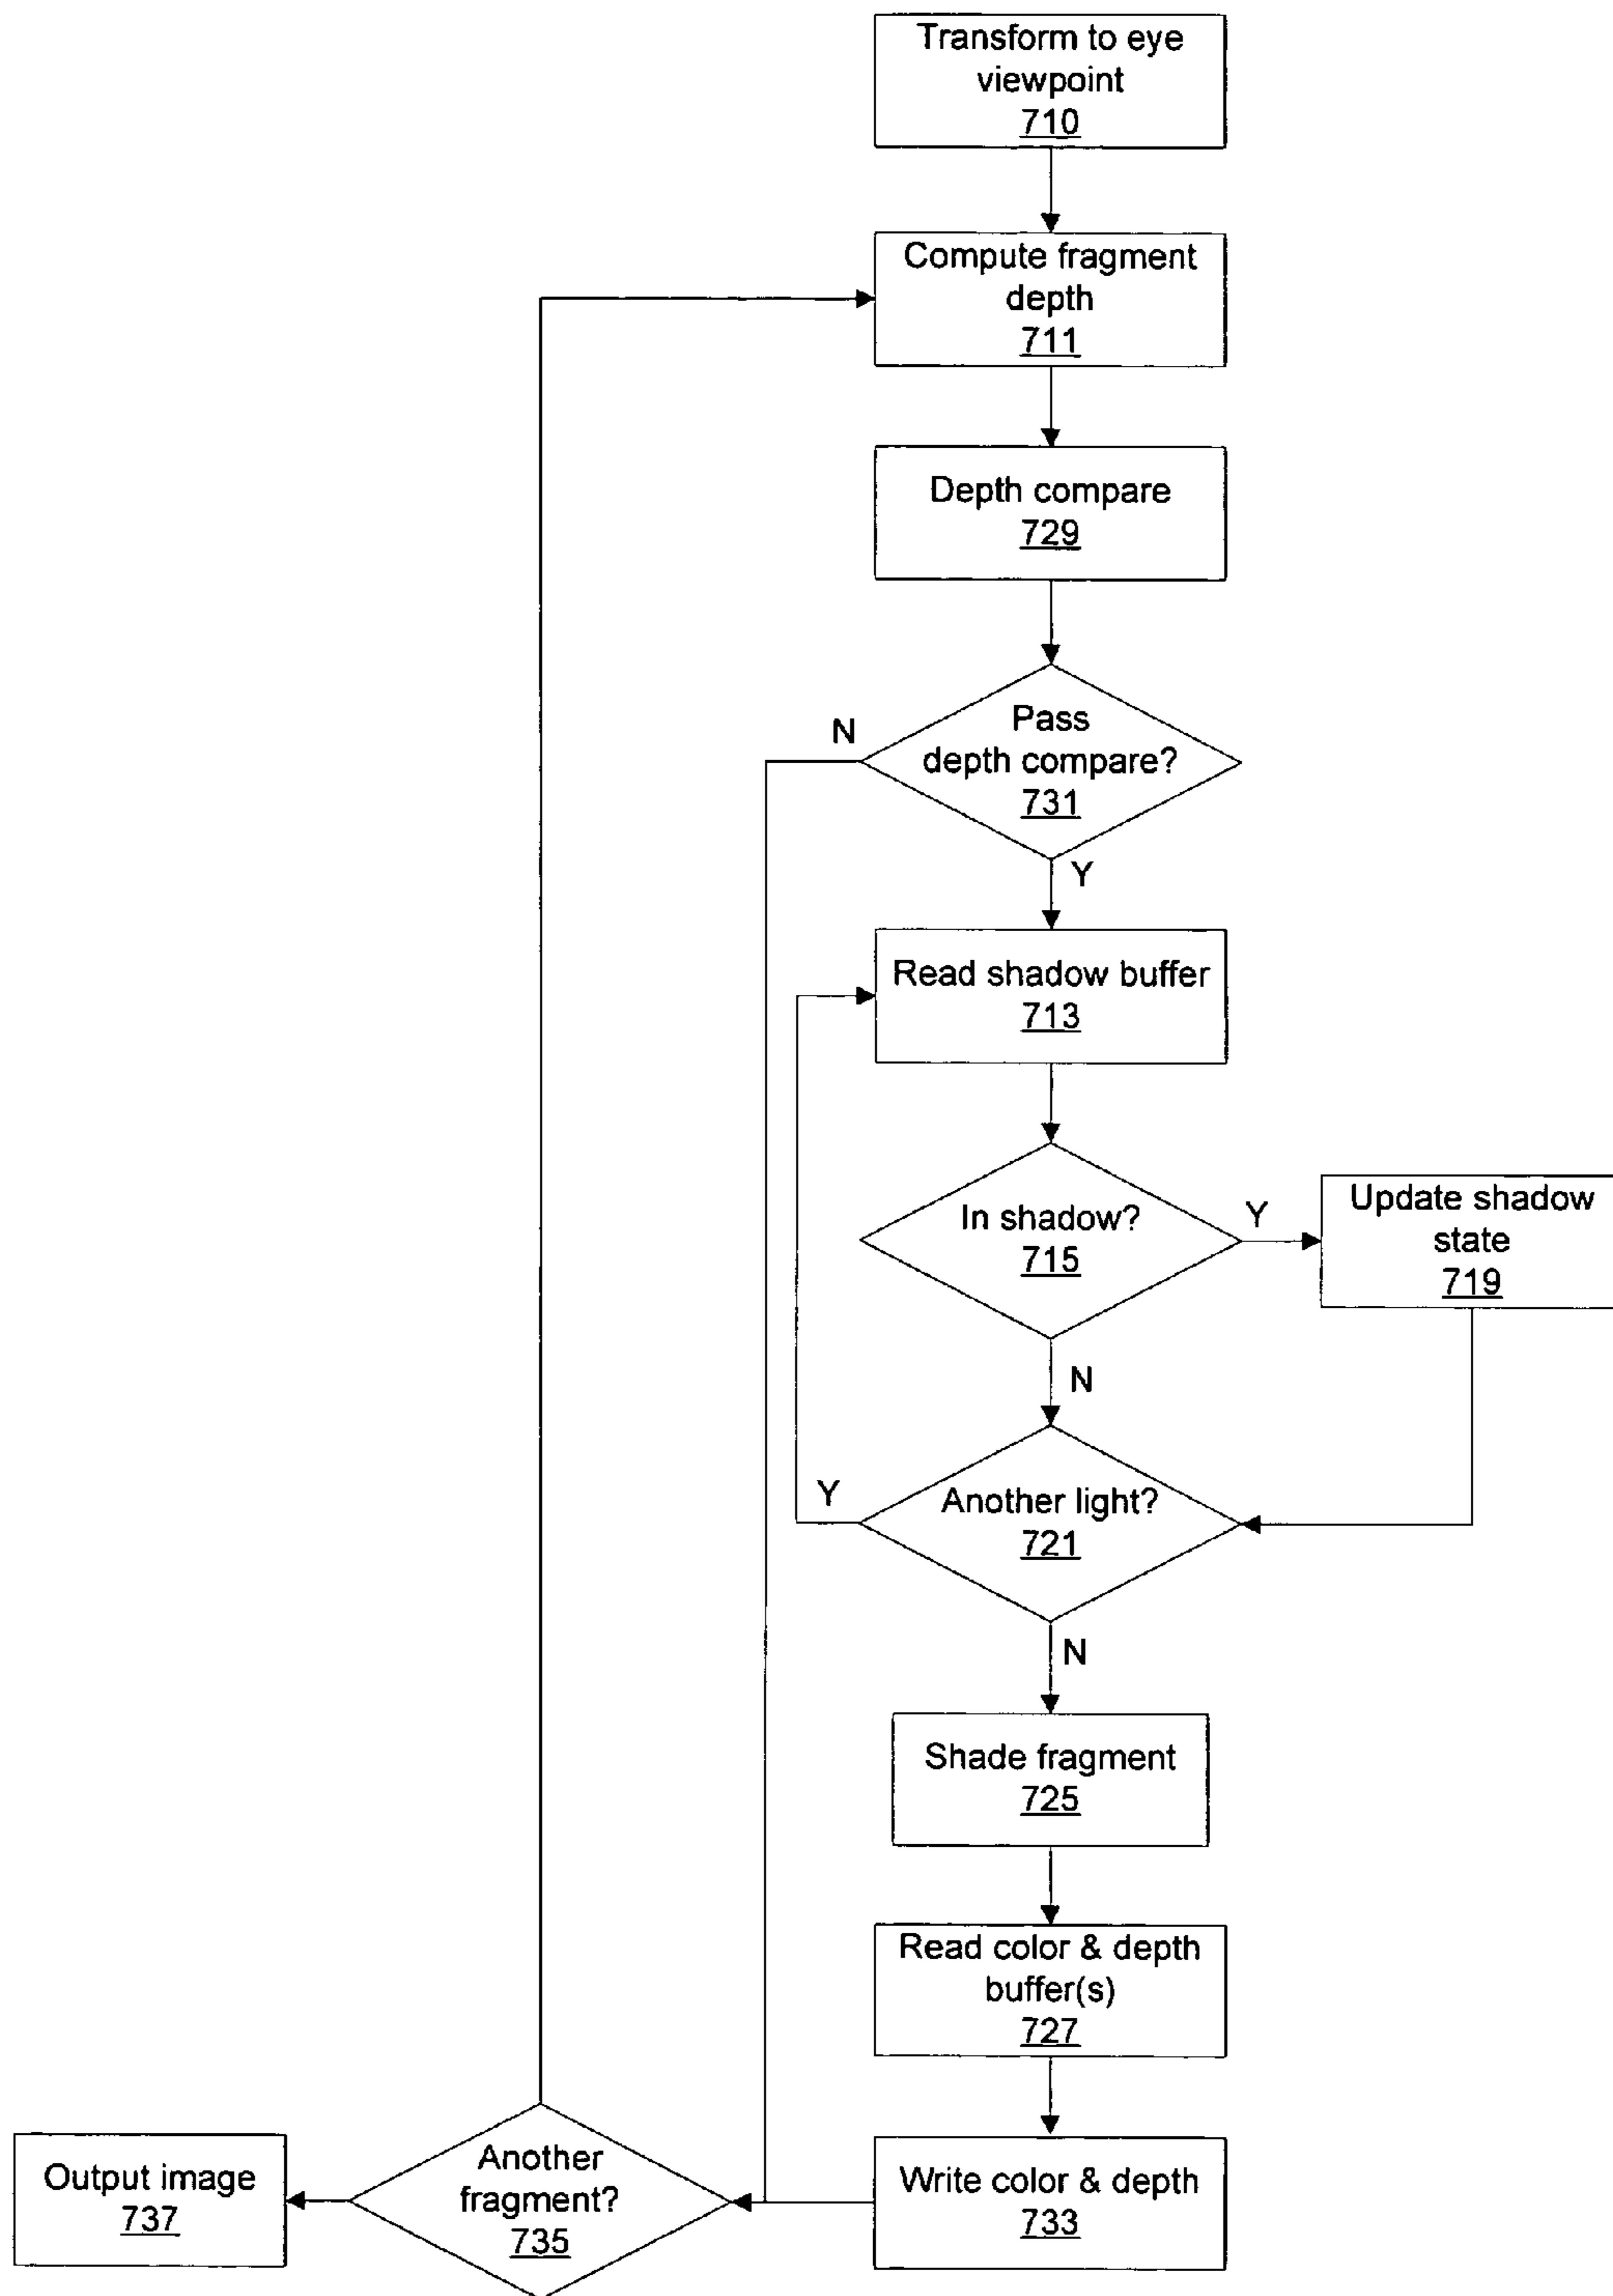 Transform to eye
viewpoint
710
Compute fragment
depth
711
Depth compare
729
Pass
depth compare?
731
N
Y
Read shadow buffer
713
In shadow?
715
Y
Update shadow
state
719
N
Another light?
721
Y
N
Shade fragment
725
Read color & depth
buffer(s)
727
Write color & depth
733
Another
fragment?
735
Output image
737